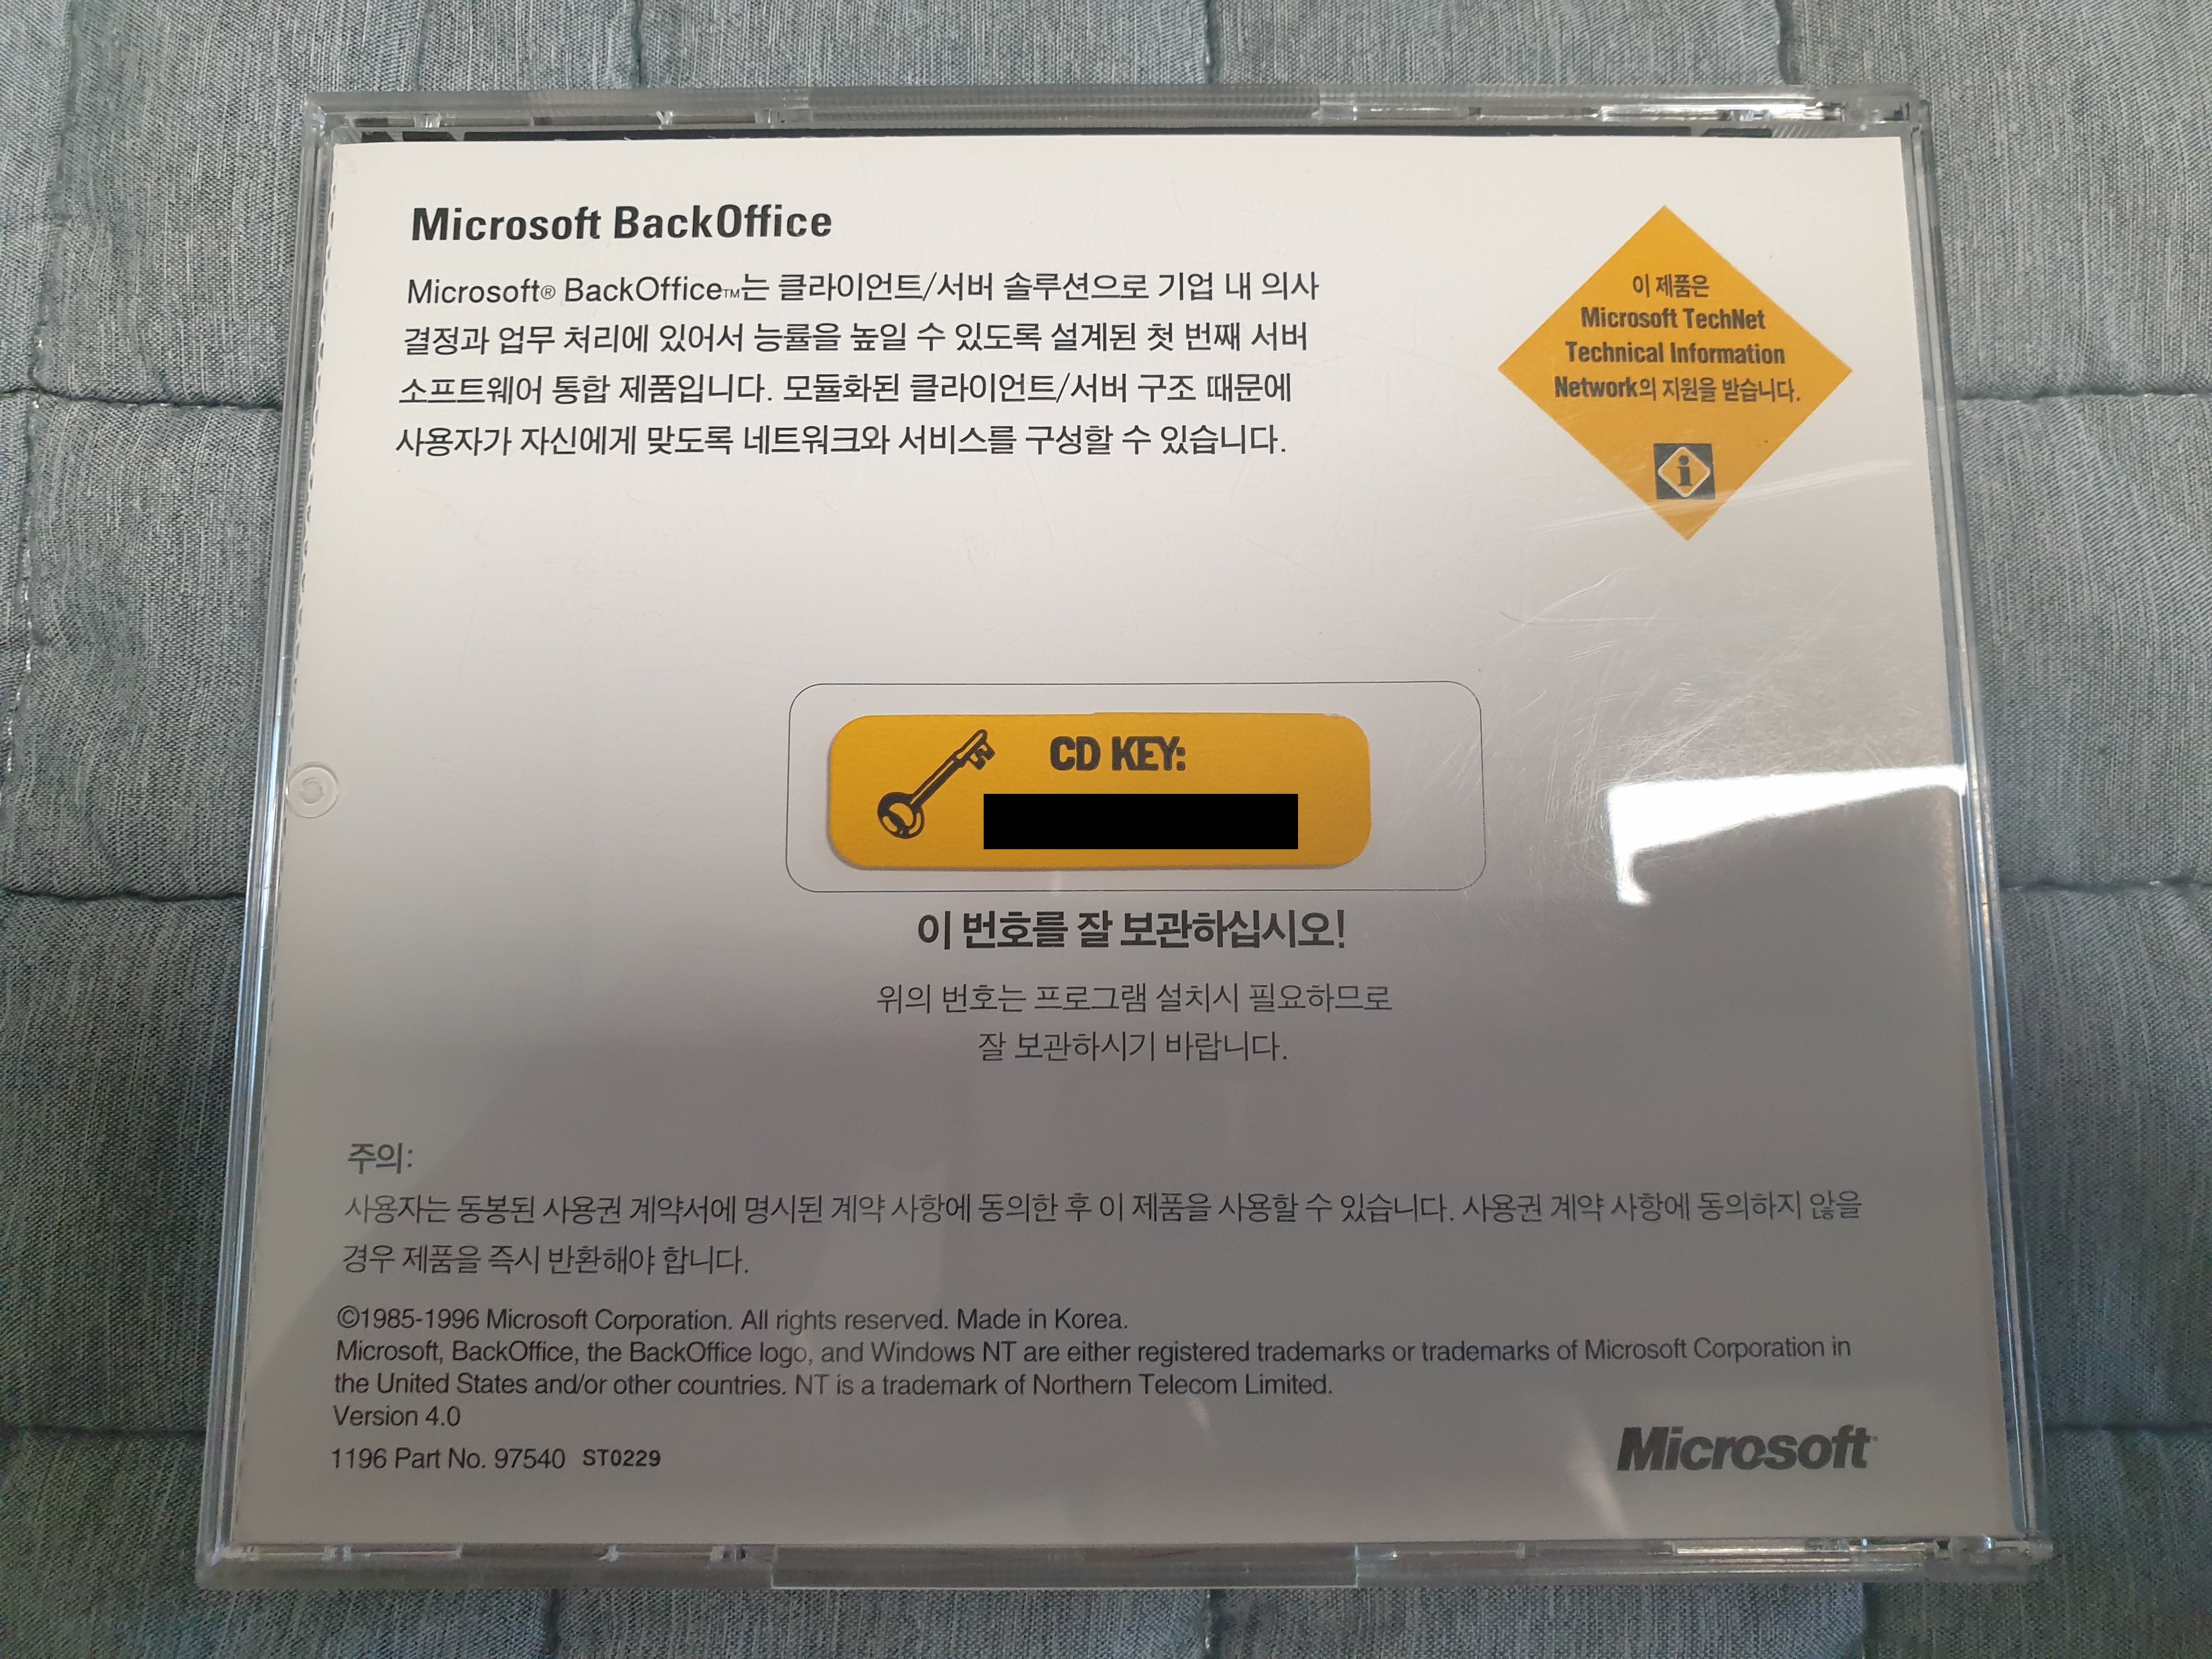 Microsoft BackOffice
Microsoft® BackOffice™는 클라이언트/서버 솔루션으로 기업 내 의사
결정과 업무 처리에 있어서 능률을 높일 수 있도록 설계된 첫 번째 서버
소프트웨어 통합 제품입니다. 모듈화된 클라이언트/서버 구조 때문에
사용자가 자신에게 맞도록 네트워크와 서비스를 구성할 수 있습니다.
이 제품은
Microsoft TechNet
Technical Information
Network의 지원을 받습니다.
i
CD KEY:
이 번호를 잘 보관하십시오!
위의 번호는 프로그램 설치시 필요하므로
잘 보관하시기 바랍니다.
주의:
사용자는 동봉된 사용권 계약서에 명시된 계약 사항에 동의한 후 이 제품을 사용할 수 있습니다. 사용권 계약 사항에 동의하지 않을
경우 제품을 즉시 반환해야 합니다.
©1985-1996 Microsoft Corporation. All rights reserved. Made in Korea.
Microsoft, BackOffice, the BackOffice logo, and Windows NT are either registered trademarks or trademarks of Microsoft Corporation in
the United States and/or other countries. NT is a trademark of Northern Telecom Limited.
Version 4.0
1196 Part No. 97540 ST0229
Microsoft